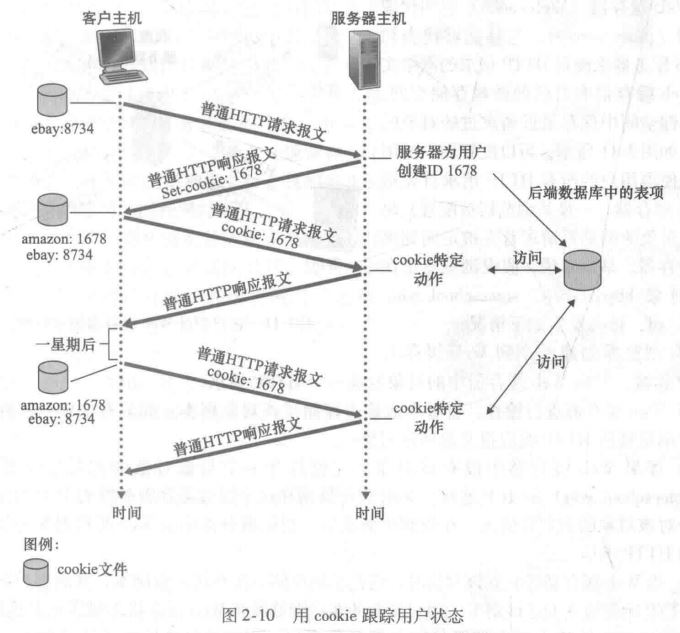 客户主机
服务器主机
ebay:8734
普通HTTP请求报文
普通HTTP响应报文
Set-cookie: 1678
服务器为用户
创建ID 1678
后端数据库中的表项
amazon: 1678
ebay: 8734
普通HTTP请求报文
cookie: 1678
cookie特定
动作
访问
普通HTTP响应报文
一星期后
访问
amazon: 1678
ebay: 8734
普通HTTP请求报文
cookie: 1678
cookie特定
动作
普通HTTP响应报文
时间
时间
图例:
cookie文件
图 2-10 用 cookie 跟踪用户状态